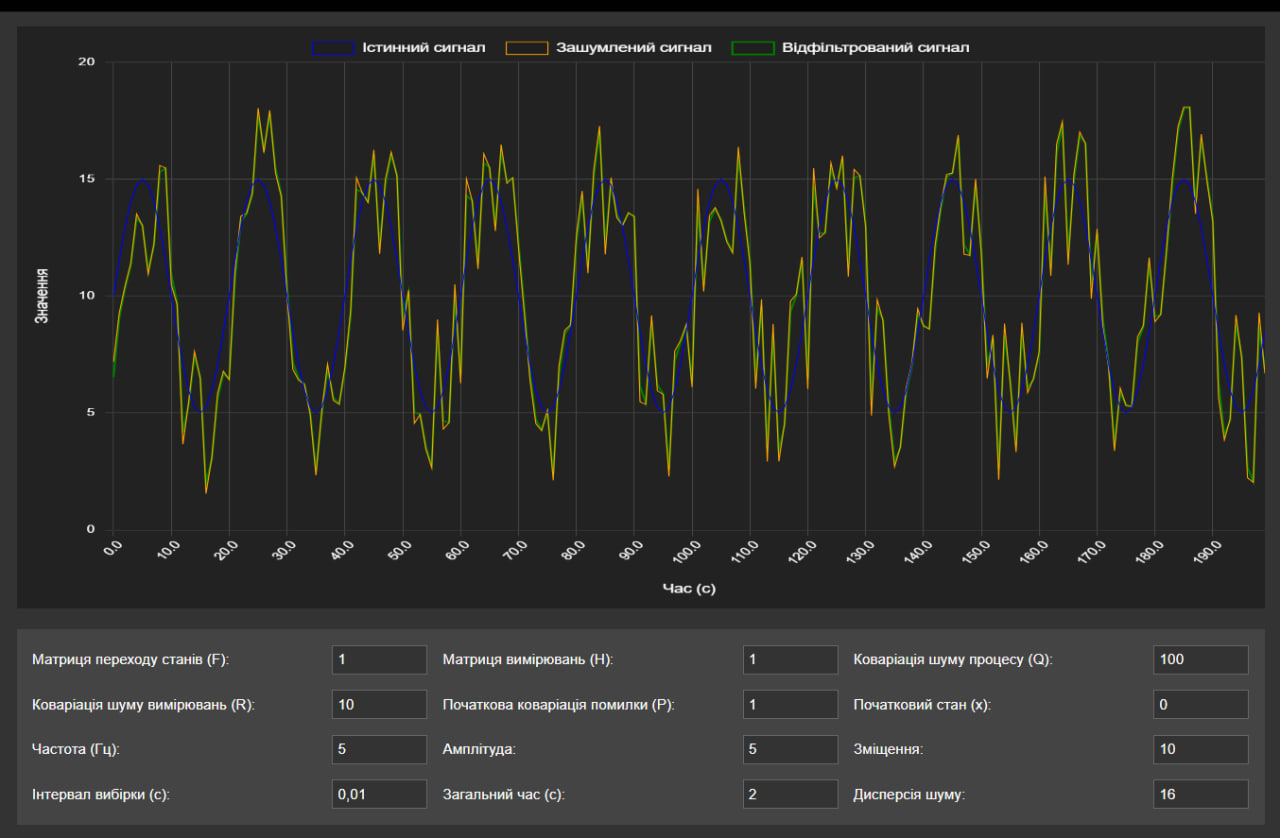 Істинний сигнал Зашумлений сигнал Відфільтрований сигнал
20
15
10
5
0
Значення
0.0 10.0 20.0 30.0 40.0 50.0 60.0 70.0 80.0 90.0 100.0 110.0 120.0 130.0 140.0 150.0 160.0 170.0 180.0 190.0
Час (с)
Матриця переходу станів (F): 1 Матриця вимірювань (H): 1 Коваріація шуму процесу (Q): 100
Коваріація шуму вимірювань (R): 10 Початкова коваріація помилки (P): 1 Початковий стан (x): 0
Частота (Гц): 5 Амплітуда: 5 Зміщення: 10
Інтервал вибірки (с): 0,01 Загальний час (с): 2 Дисперсія шуму: 16